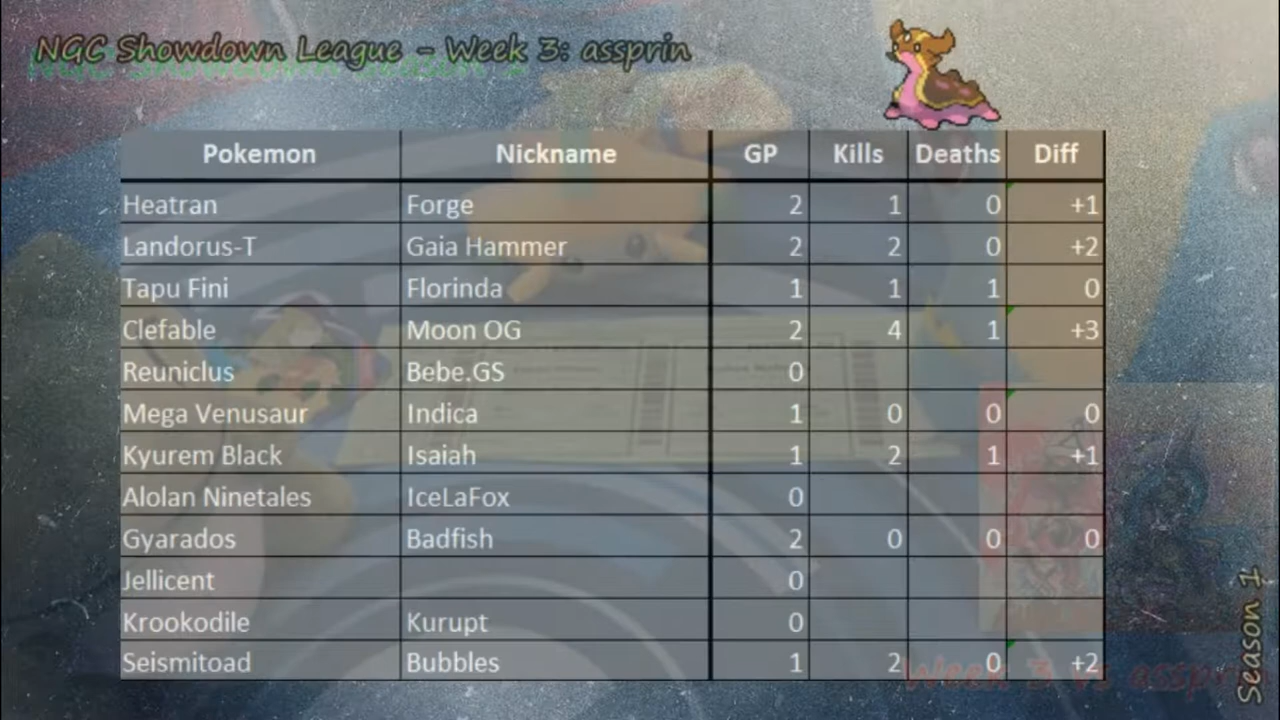 NGC Showdown League - Week 3: assprin
NGC Showdown Season 1
Pokemon Nickname GP Kills Deaths Diff
Heatran Forge 2 1 0 +1
Landorus-T Gaia Hammer 2 2 0 +2
Tapu Fini Florinda 1 1 1 0
Clefable Moon OG 2 4 1 +3
Reuniclus Bebe.GS 0
Mega Venusaur Indica 1 0 0 0
Kyurem Black Isaiah 1 2 1 +1
Alolan Ninetales IceLaFox 0
Gyarados Badfish 2 0 0 0
Jellicent 0
Krookodile Kurupt 0
Seismitoad Bubbles 1 2 0 +2
Week 3 vs assprin
Season 1